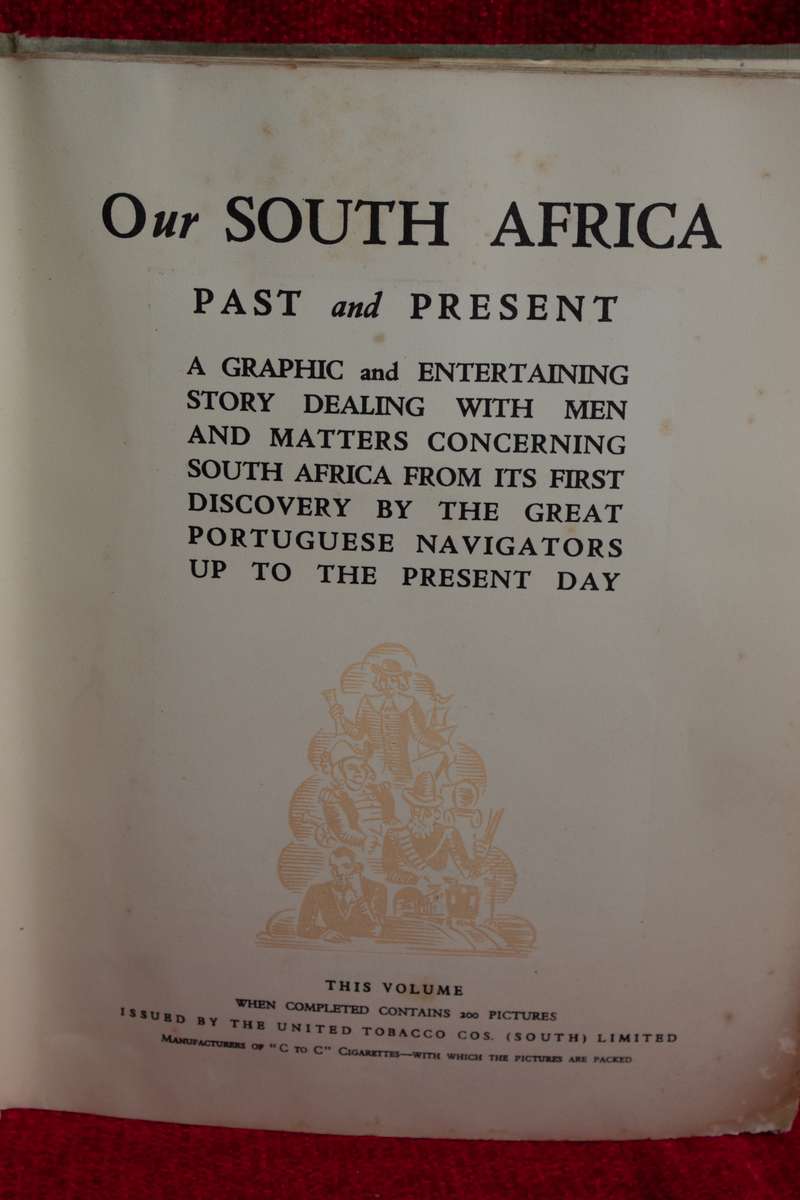 Our SOUTH AFRICA
PAST and PRESENT
A GRAPHIC and ENTERTAINING
STORY DEALING WITH MEN
AND MATTERS CONCERNING
SOUTH AFRICA FROM ITS FIRST
DISCOVERY BY THE GREAT
PORTUGUESE NAVIGATORS
UP TO THE PRESENT DAY
THIS VOLUME
WHEN COMPLETED CONTAINS 200 PICTURES
ISSUED BY THE UNITED TOBACCO COS. (SOUTH) LIMITED
MANUFACTURERS OF "C TO C" CIGARETTES—WITH WHICH THE PICTURES ARE PACKED